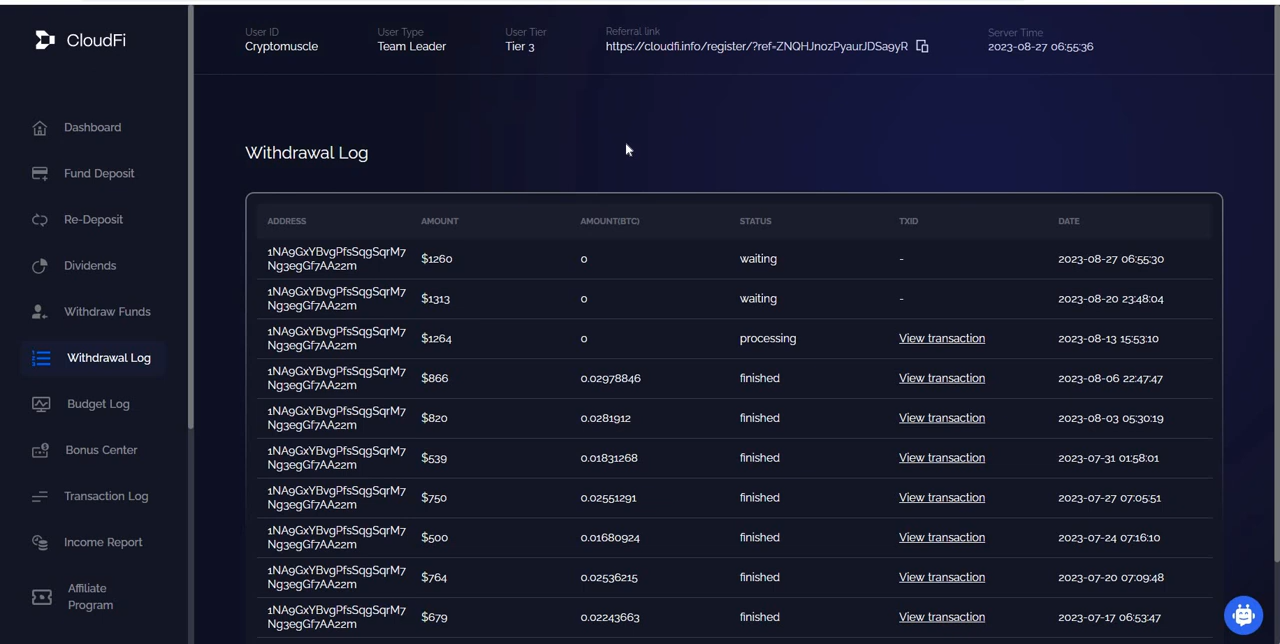 CloudFi
User ID
Cryptomuscle
User Type
Team Leader
User Tier
Tier 3
Referral link
https://cloudfi.info/register/?ref=ZNQHJnozPyaurJDSa9yR
Server Time
2023-08-27 06:55:36
Dashboard
Fund Deposit
Re-Deposit
Dividends
Withdraw Funds
Withdrawal Log
Budget Log
Bonus Center
Transaction Log
Income Report
Affiliate
Program
Withdrawal Log
ADDRESS AMOUNT AMOUNT(BTC) STATUS TXID DATE
1NA9GxYBvgPfsSqgSqrM7
Ng3egGf7AA22m $1260 0 waiting - 2023-08-27 06:55:30
1NA9GxYBvgPfsSqgSqrM7
Ng3egGf7AA22m $1313 0 waiting - 2023-08-20 23:48:04
1NA9GxYBvgPfsSqgSqrM7
Ng3egGf7AA22m $1264 0 processing View transaction 2023-08-13 15:53:10
1NA9GxYBvgPfsSqgSqrM7
Ng3egGf7AA22m $866 0.02978846 finished View transaction 2023-08-06 22:47:47
1NA9GxYBvgPfsSqgSqrM7
Ng3egGf7AA22m $820 0.0281912 finished View transaction 2023-08-03 05:30:19
1NA9GxYBvgPfsSqgSqrM7
Ng3egGf7AA22m $539 0.01831268 finished View transaction 2023-07-31 01:58:01
1NA9GxYBvgPfsSqgSqrM7
Ng3egGf7AA22m $750 0.02551291 finished View transaction 2023-07-27 07:05:51
1NA9GxYBvgPfsSqgSqrM7
Ng3egGf7AA22m $500 0.01680924 finished View transaction 2023-07-24 07:16:10
1NA9GxYBvgPfsSqgSqrM7
Ng3egGf7AA22m $764 0.02536215 finished View transaction 2023-07-20 07:09:48
1NA9GxYBvgPfsSqgSqrM7
Ng3egGf7AA22m $679 0.02243663 finished View transaction 2023-07-17 06:53:47